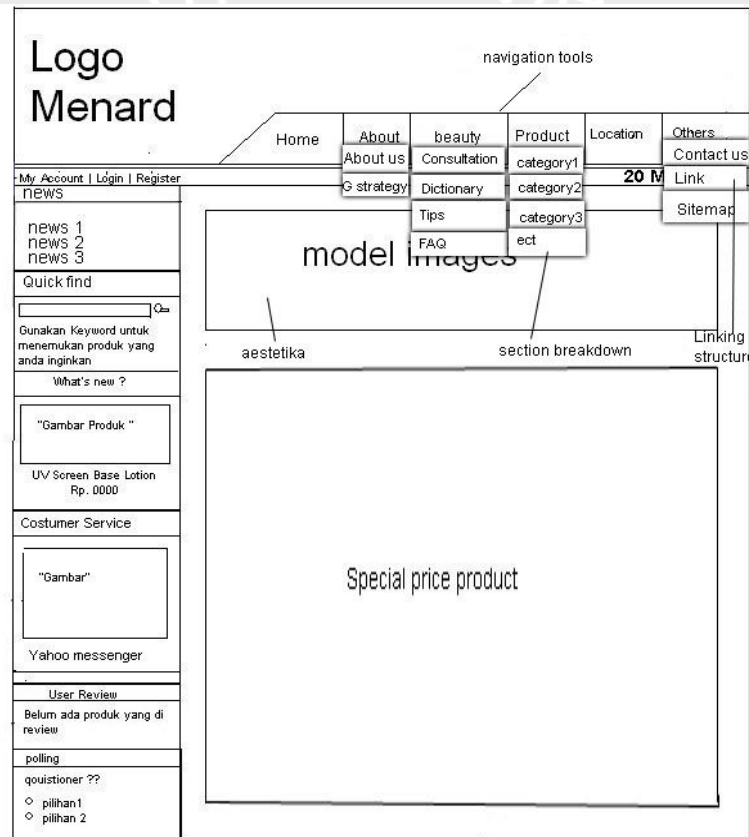 Logo
Menard
navigation tools
Home
About
beauty
Product
Location
Others
About us
Consultation
category1
Contact us
My Account | Login | Register
G strategy
Dictionary
category2
20 M
Link
Tips
category3
Sitemap
FAQ
ect
news
news 1
news 2
news 3
model images
Quick find
Gunakan Keyword untuk
menemukan produk yang
anda inginkan
aestetika
section breakdown
Linking
structure
What's new ?
"Gambar Produk "
UV Screen Base Lotion
Rp. 0000
Costumer Service
"Gambar"
Special price product
Yahoo messenger
User Review
Belum ada produk yang di
review
polling
qouistioner ??
pilihan1
pilihan 2